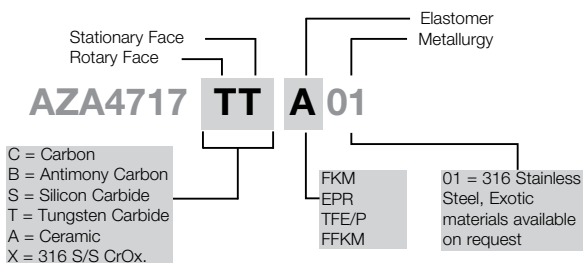 Elastomer
Stationary Face
Metallurgy
Rotary Face
AZA4717 TT A 01
C = Carbon
B = Antimony Carbon
S = Silicon Carbide
T = Tungsten Carbide
A = Ceramic
X = 316 S/S CrOx.
FKM
EPR
TFE/P
FFKM
01 = 316 Stainless
Steel, Exotic
materials available
on request